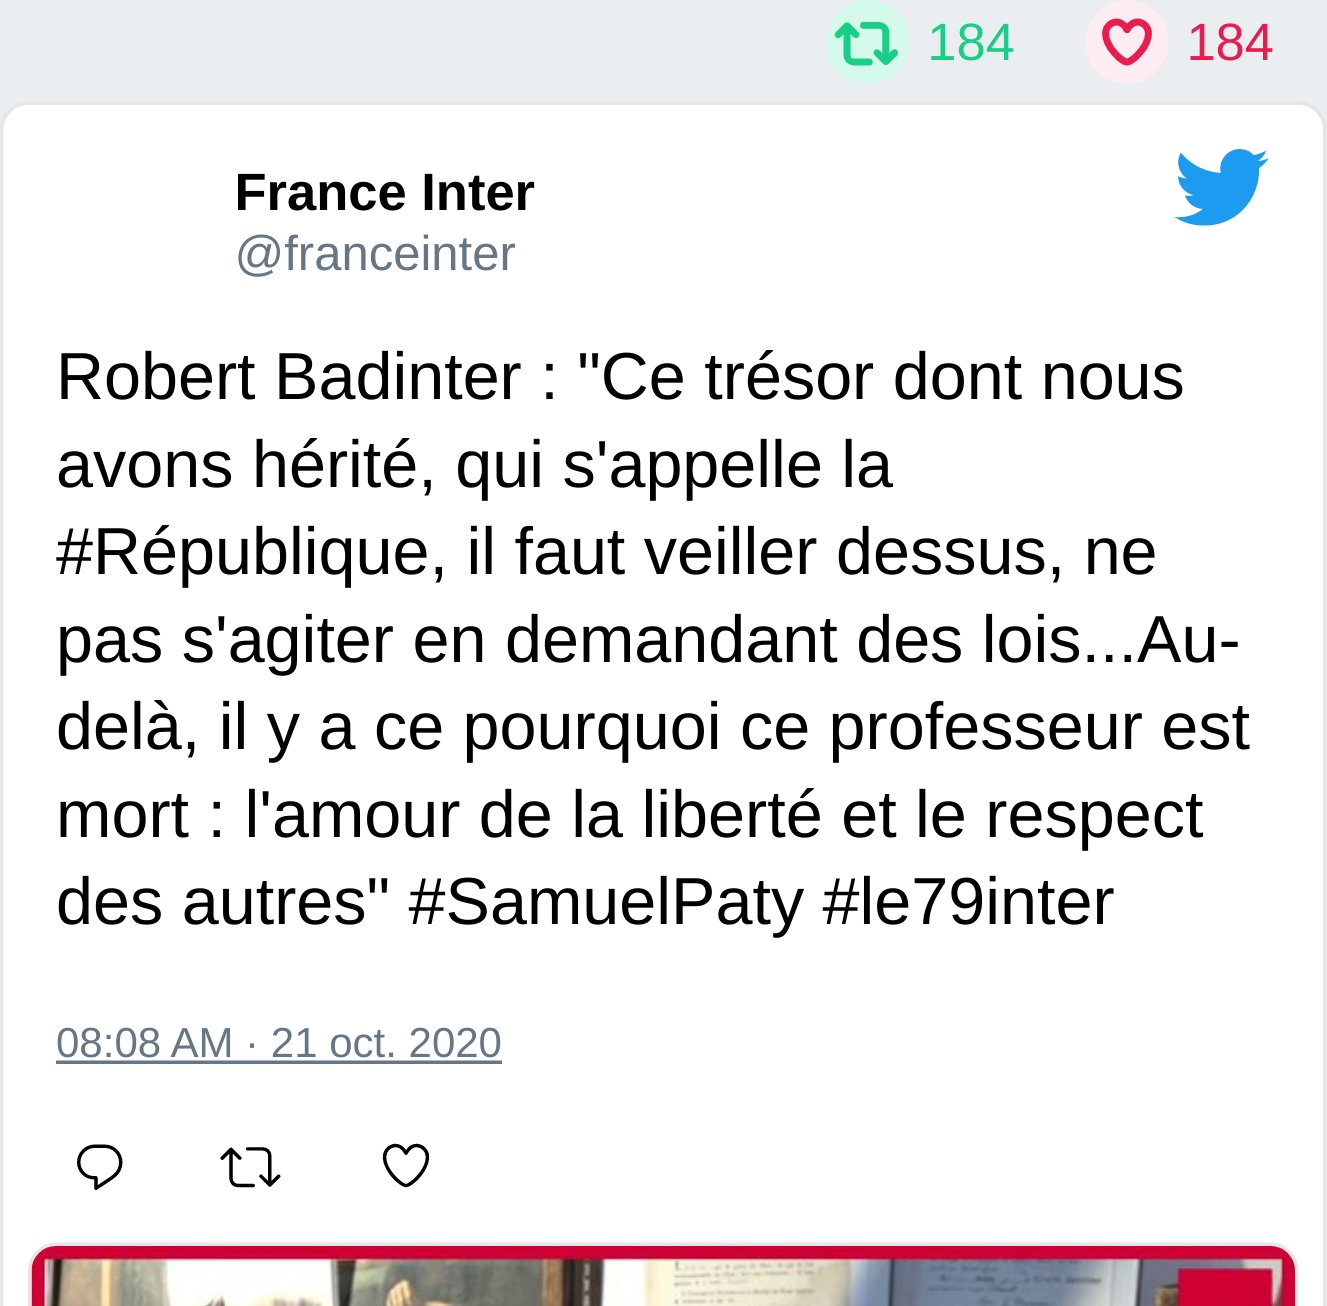 184 184
France Inter
@franceinter
Robert Badinter : "Ce trésor dont nous
avons hérité, qui s'appelle la
#République, il faut veiller dessus, ne
pas s'agiter en demandant des lois...Au-
delà, il y a ce pourquoi ce professeur est
mort : l'amour de la liberté et le respect
des autres" #SamuelPaty #le79inter
08:08 AM · 21 oct. 2020